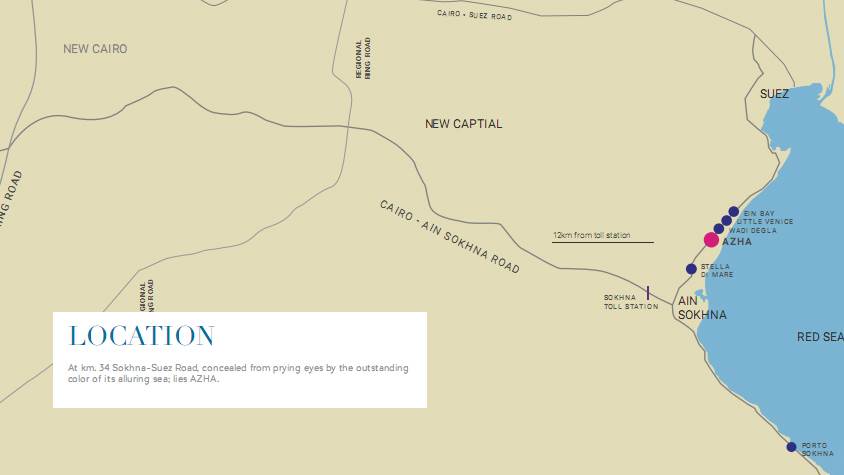 CAIRO - SUEZ ROAD
NEW CAIRO
REGIONAL
RING ROAD
SUEZ
NEW CAPTIAL
RING ROAD
CAIRO - AIN SOKHNA ROAD
EIN BAY
LITTLE VENICE
WADI DEGLA
AZHA
12km from toll station
STELLA
Di MARE
SOKHNA
TOLL STATION
AIN
SOKHNA
RED SEA
LOCATION
At km. 34 Sokhna-Suez Road, concealed from prying eyes by the outstanding
color of its alluring sea; lies AZHA.
PORTO
SOKHNA